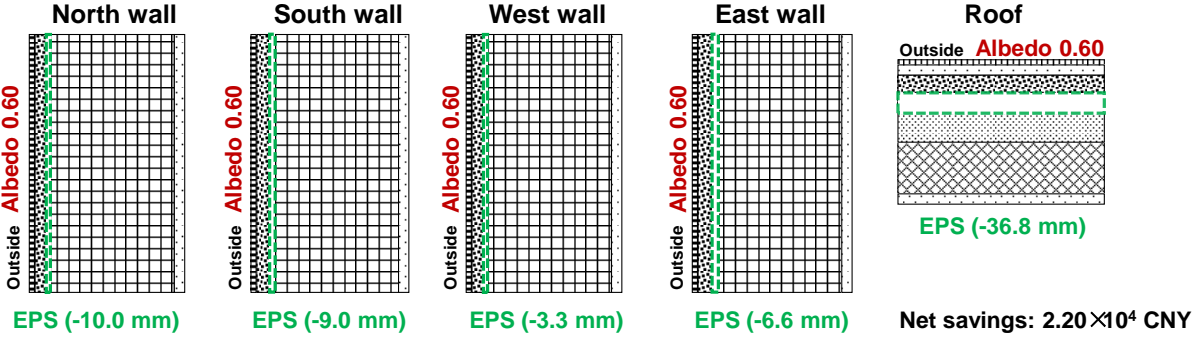 North wall
South wall
West wall
East wall
Roof
Outside Albedo 0.60
Outside Albedo 0.60
Outside Albedo 0.60
Outside Albedo 0.60
Outside Albedo 0.60
EPS (-10.0 mm)
EPS (-9.0 mm)
EPS (-3.3 mm)
EPS (-6.6 mm)
EPS (-36.8 mm)
Net savings: 2.20×10⁴ CNY